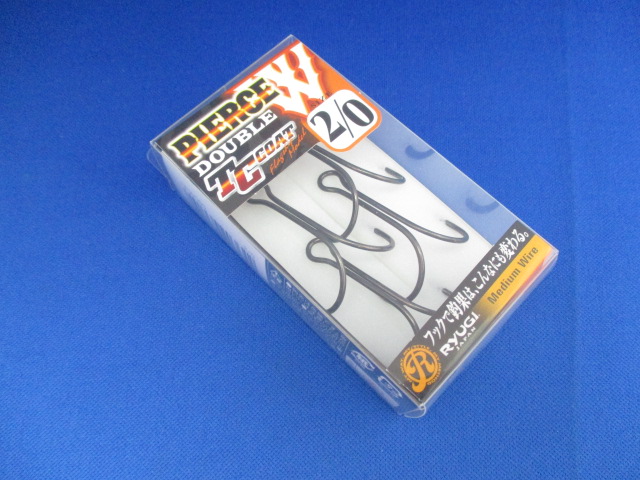 PIERCE W
DOUBLE
TC COAT
2/0
フックで釣果は、こんなにも変わる。
RYUGI
JAPAN
Medium Wire
R